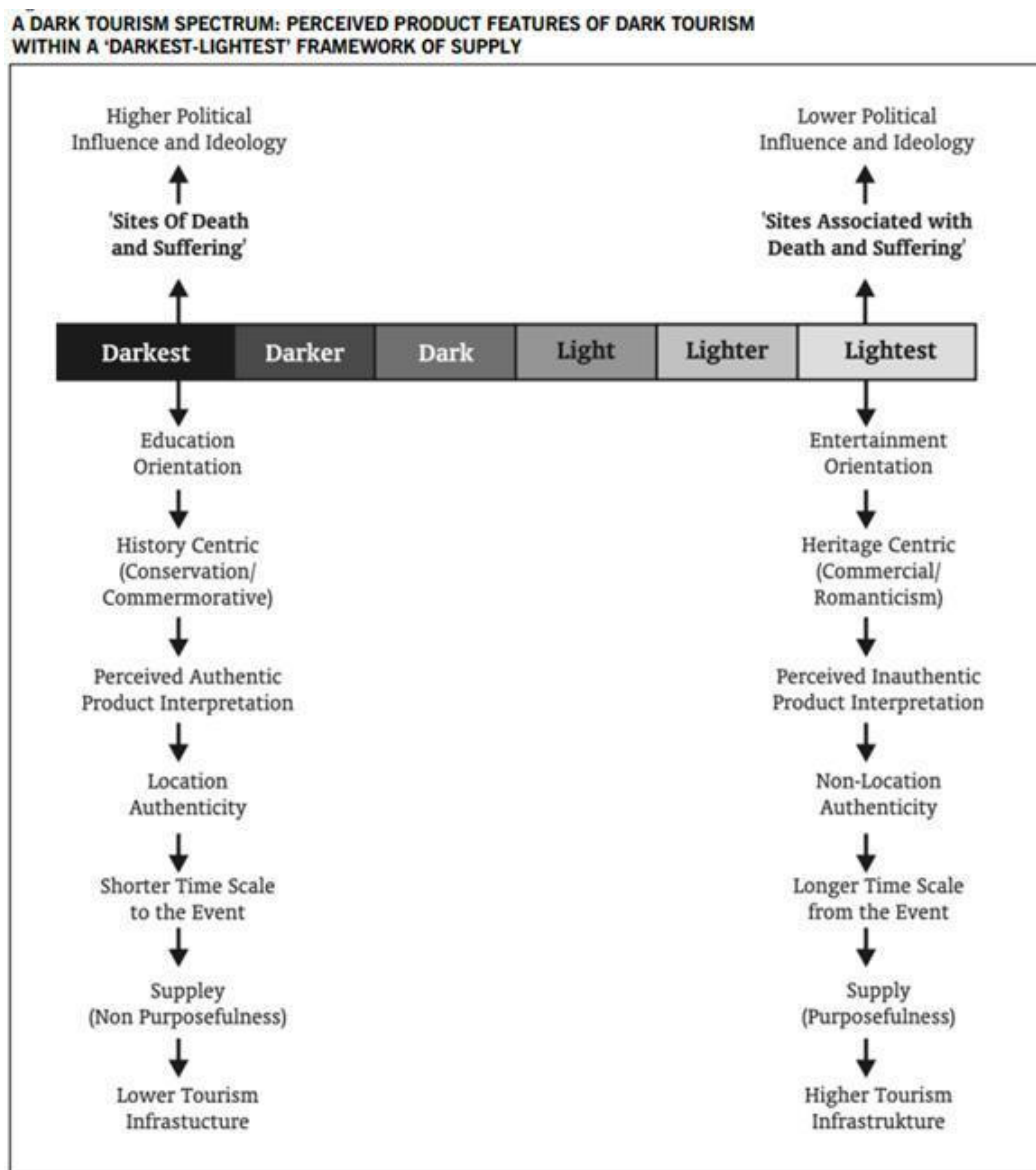 A DARK TOURISM SPECTRUM: PERCEIVED PRODUCT FEATURES OF DARK TOURISM
WITHIN A ‘DARKEST-LIGHTEST’ FRAMEWORK OF SUPPLY
Higher Political
Influence and Ideology
'Sites Of Death
and Suffering'
Lower Political
Influence and Ideology
'Sites Associated with
Death and Suffering'
Darkest Darker Dark Light Lighter Lightest
Education
Orientation
History Centric
(Conservation/
Commermorative)
Perceived Authentic
Product Interpretation
Location
Authenticity
Shorter Time Scale
to the Event
Suppley
(Non Purposefulness)
Lower Tourism
Infrastucture
Entertainment
Orientation
Heritage Centric
(Commercial/
Romanticism)
Perceived Inauthentic
Product Interpretation
Non-Location
Authenticity
Longer Time Scale
from the Event
Supply
(Purposefulness)
Higher Tourism
Infrastrukture